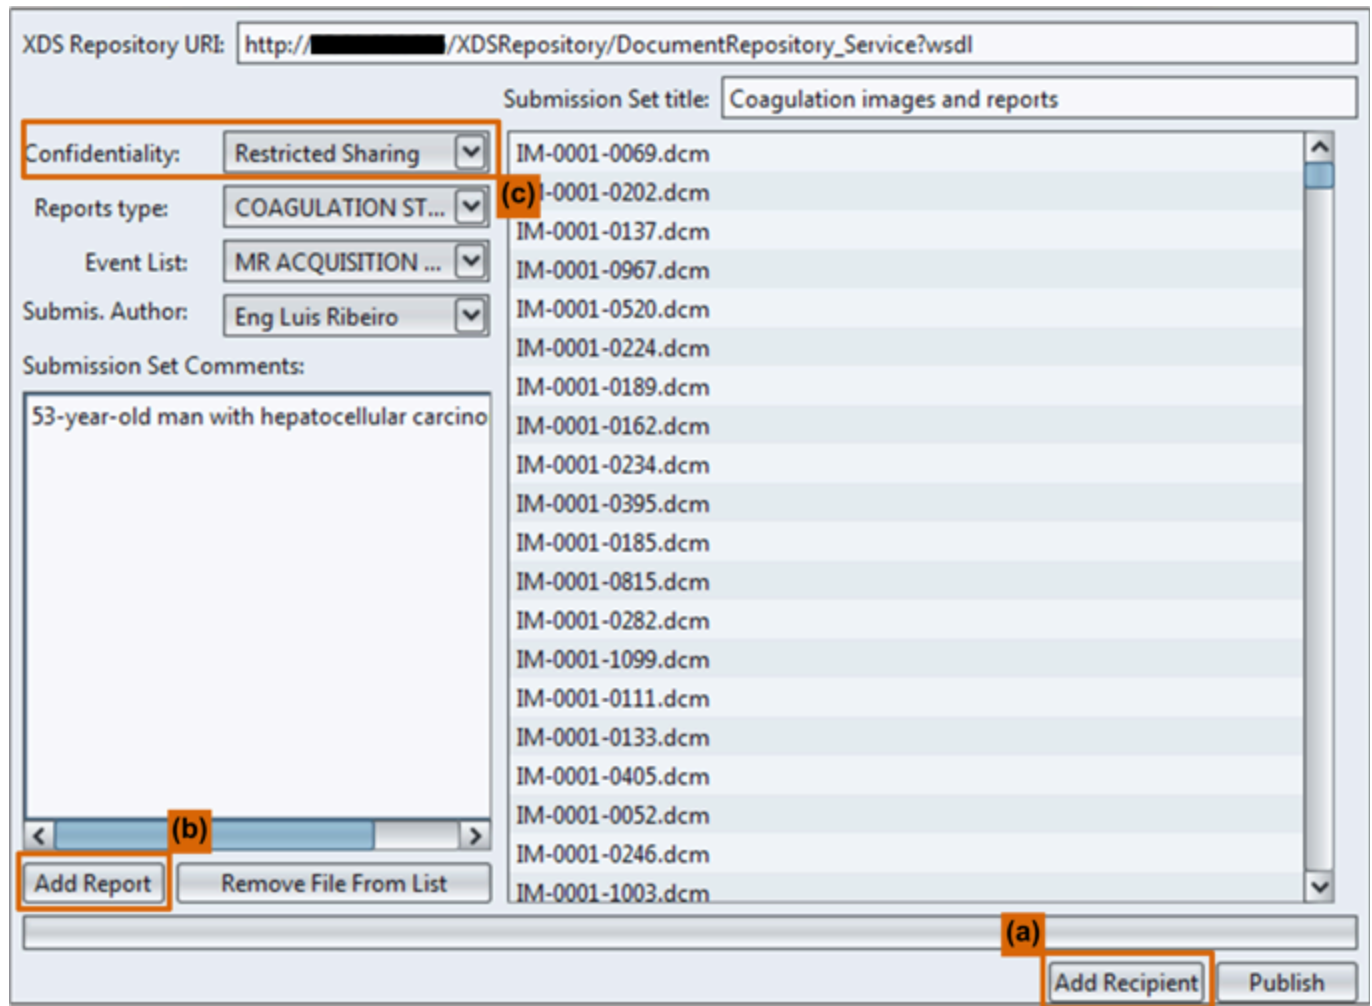 XDS Repository URI: http:// /XDSRepository/DocumentRepository_Service?wsdl
Submission Set title: Coagulation images and reports
Confidentiality: Restricted Sharing
(c)
Reports type: COAGULATION ST...
Event List: MR ACQUISITION ...
Submis. Author: Eng Luis Ribeiro
Submission Set Comments:
53-year-old man with hepatocellular carcino
(b)
Add Report
Remove File From List
IM-0001-0069.dcm
-0001-0202.dcm
IM-0001-0137.dcm
IM-0001-0967.dcm
IM-0001-0520.dcm
IM-0001-0224.dcm
IM-0001-0189.dcm
IM-0001-0162.dcm
IM-0001-0234.dcm
IM-0001-0395.dcm
IM-0001-0185.dcm
IM-0001-0815.dcm
IM-0001-0282.dcm
IM-0001-1099.dcm
IM-0001-0111.dcm
IM-0001-0133.dcm
IM-0001-0405.dcm
IM-0001-0052.dcm
IM-0001-0246.dcm
IM-0001-1003.dcm
(a)
Add Recipient
Publish